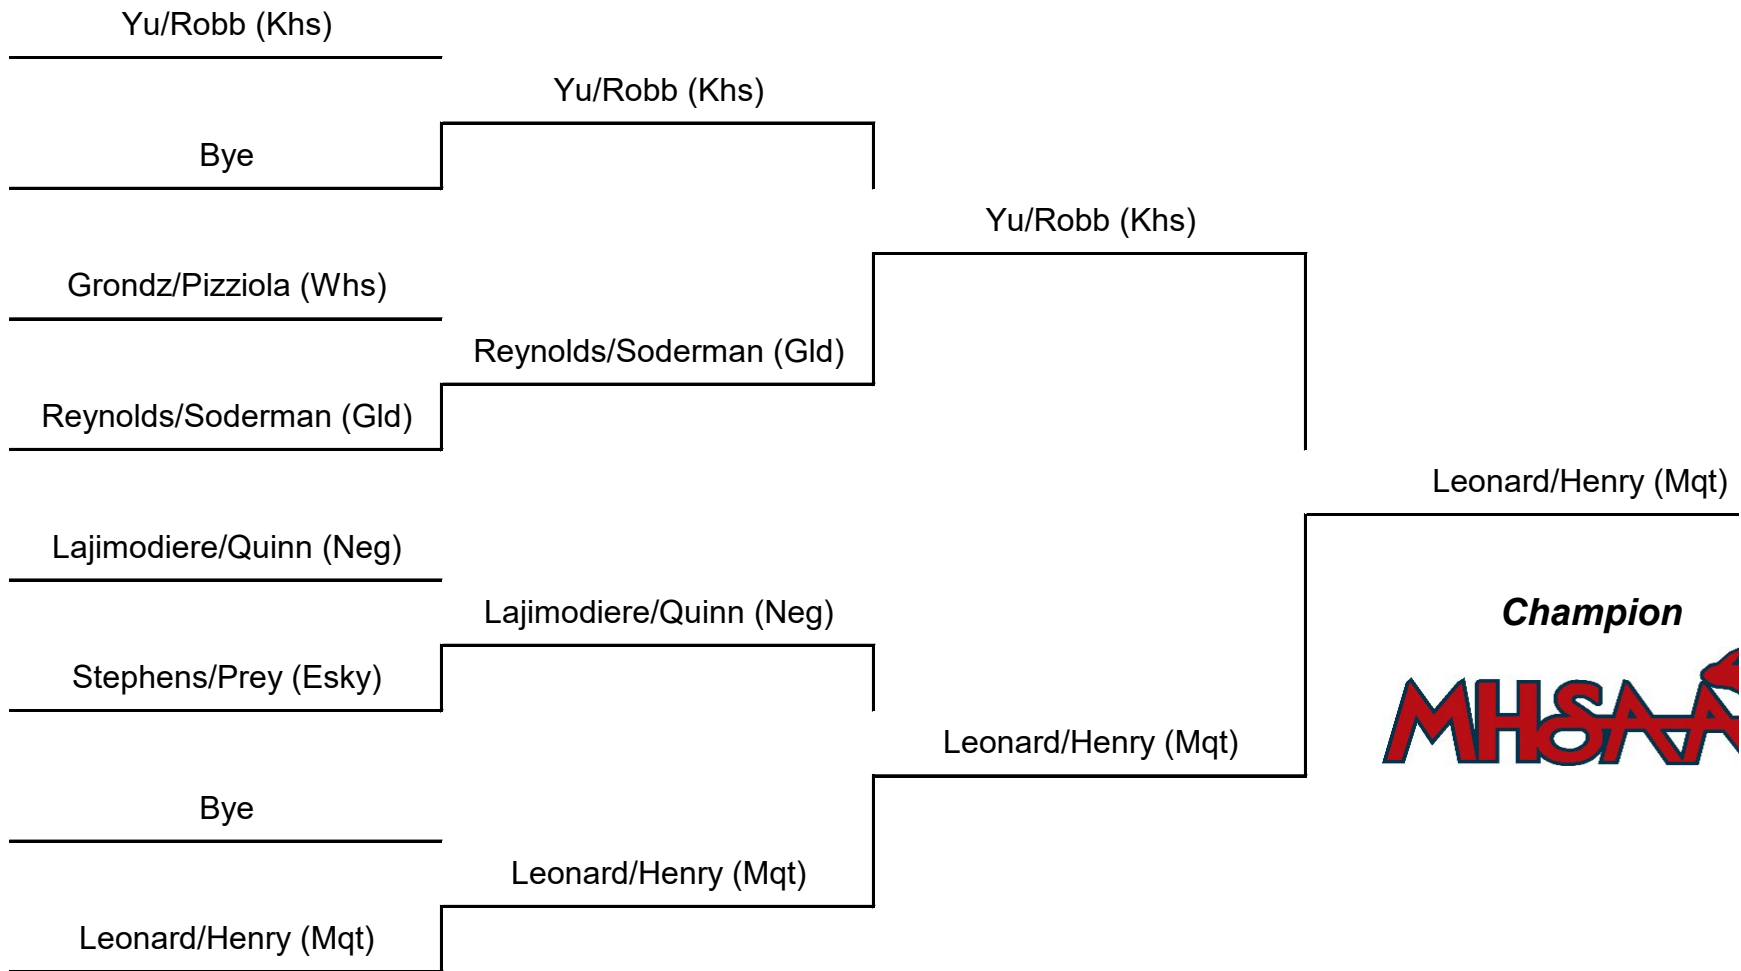 Yu/Robb (Khs)
Yu/Robb (Khs)
Bye
Yu/Robb (Khs)
Grondz/Pizziola (Whs)
Reynolds/Soderman (Gld)
Reynolds/Soderman (Gld)
Leonard/Henry (Mqt)
Lajimodiere/Quinn (Neg)
Lajimodiere/Quinn (Neg)
Champion
Stephens/Prey (Esky)
MHSAA
Leonard/Henry (Mqt)
Bye
Leonard/Henry (Mqt)
Leonard/Henry (Mqt)